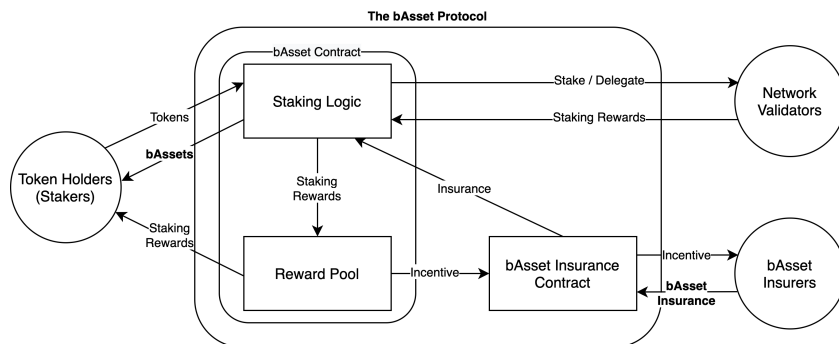 The bAsset Protocol
bAsset Contract
Staking Logic
Stake / Delegate
Network
Validators
Tokens
Staking Rewards
bAssets
Token Holders
(Stakers)
Staking
Rewards
Insurance
Staking
Rewards
Reward Pool
Incentive
bAsset Insurance
Contract
Incentive
bAsset
Insurance
bAsset
Insurers